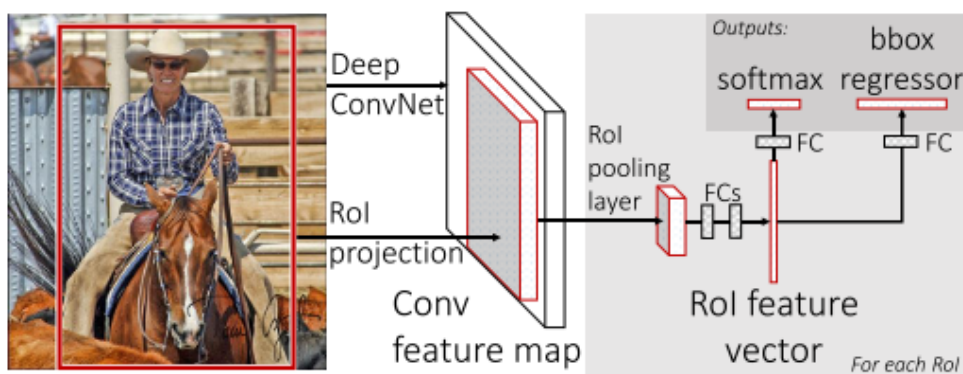 Deep
ConvNet
RoI
projection
Conv
feature map
RoI
pooling
layer
FCs
RoI feature
vector
For each RoI
Outputs:
softmax
bbox
regressor
FC
FC